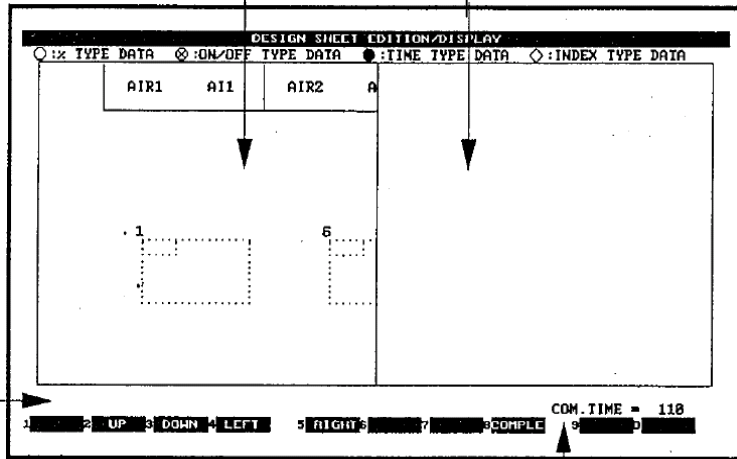 DESIGN SHEET EDITION/DISPLAY
○:% TYPE DATA ⊗:ON/OFF TYPE DATA ●:TIME TYPE DATA ◇:INDEX TYPE DATA
AIR1 AI1 AIR2 A
1 6
COM.TIME = 110
1 2 UP 3 DOWN 4 LEFT 5 RIGHT 6 7 8 COMPLE 9 0